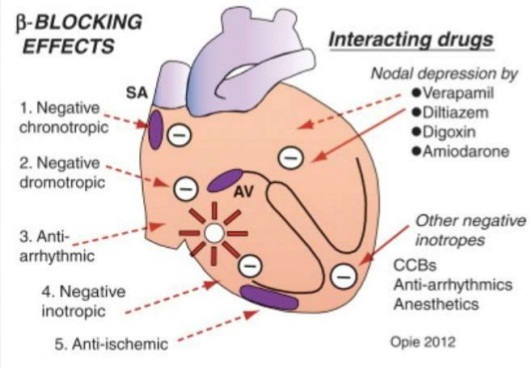 β-BLOCKING
EFFECTS
Interacting drugs
Nodal depression by
●Verapamil
●Diltiazem
●Digoxin
●Amiodarone
SA
1. Negative
chronotropic
2. Negative
dromotropic
AV
3. Anti-
arrhythmic
4. Negative
inotropic
5. Anti-ischemic
Other negative
inotropes
CCBs
Anti-arrhythmics
Anesthetics
Opie 2012